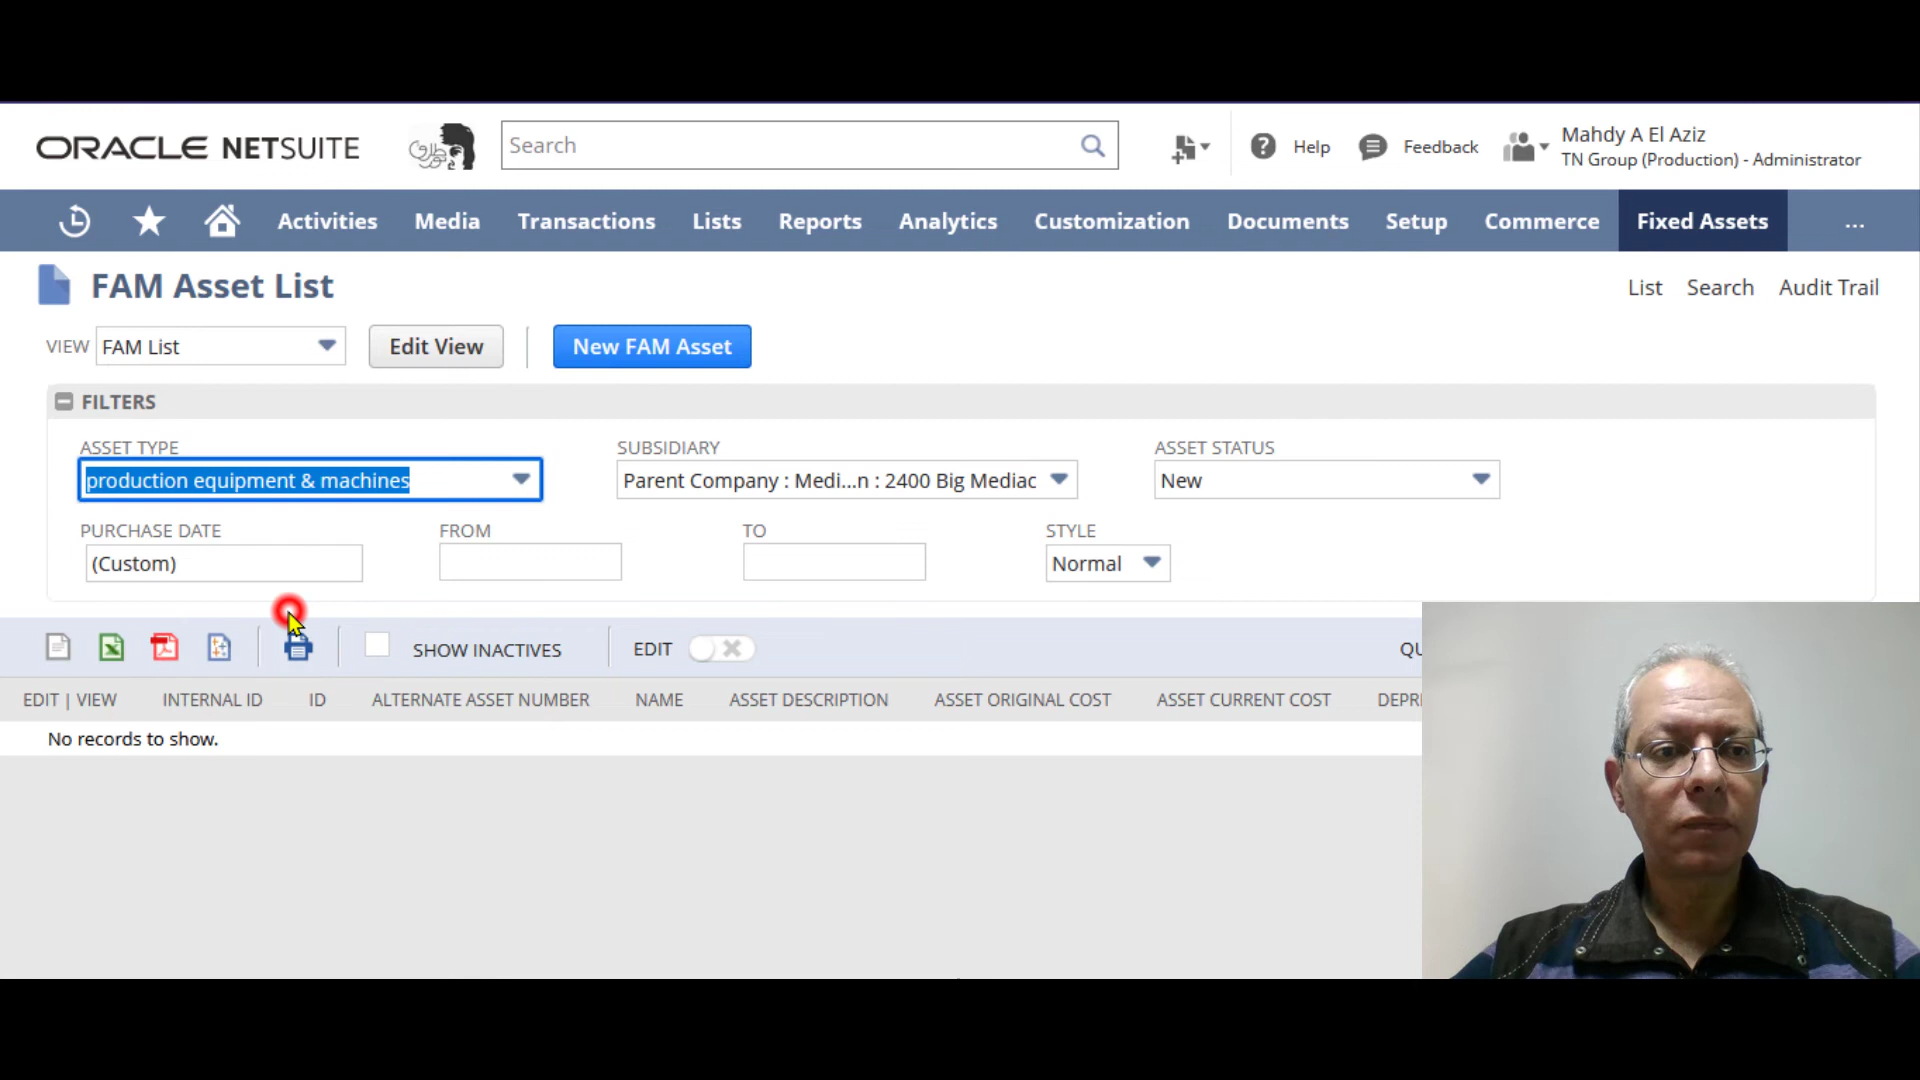 ORACLE NETSUITE
Search
Help
Feedback
Mahdy A El Aziz
TN Group (Production) - Administrator
Activities
Media
Transactions
Lists
Reports
Analytics
Customization
Documents
Setup
Commerce
Fixed Assets
...
FAM Asset List
List
Search
Audit Trail
VIEW
FAM List
Edit View
New FAM Asset
FILTERS
ASSET TYPE
SUBSIDIARY
ASSET STATUS
production equipment & machines
Parent Company : Medi...n : 2400 Big Mediac
New
PURCHASE DATE
FROM
TO
STYLE
(Custom)
Normal
SHOW INACTIVES
EDIT
QU
EDIT | VIEW
INTERNAL ID
ID
ALTERNATE ASSET NUMBER
NAME
ASSET DESCRIPTION
ASSET ORIGINAL COST
ASSET CURRENT COST
DEPR
No records to show.